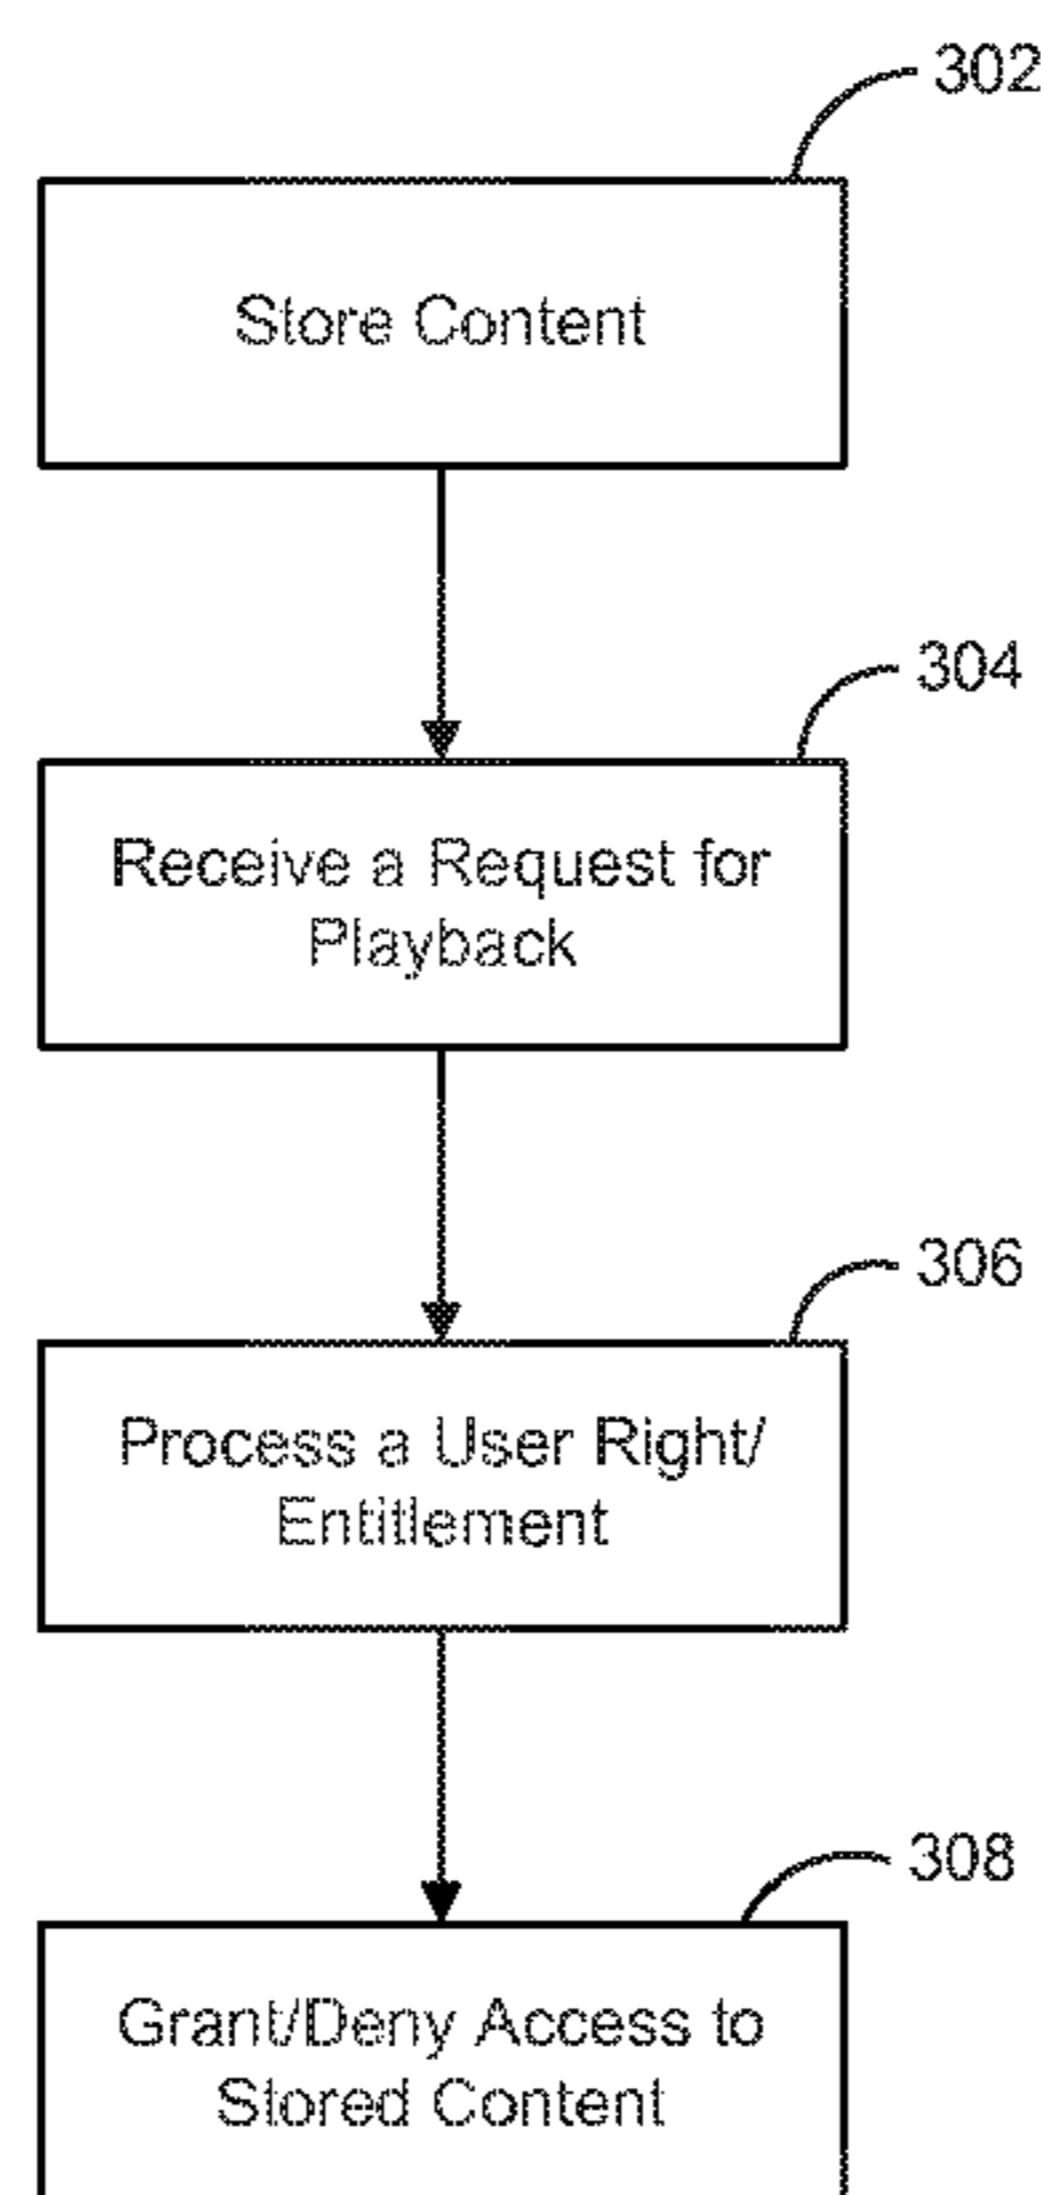 302
Store Content
304
Receive a Request for
Playback
306
Process a User Right/
Entitlement
308
Grant/Deny Access to
Stored Content